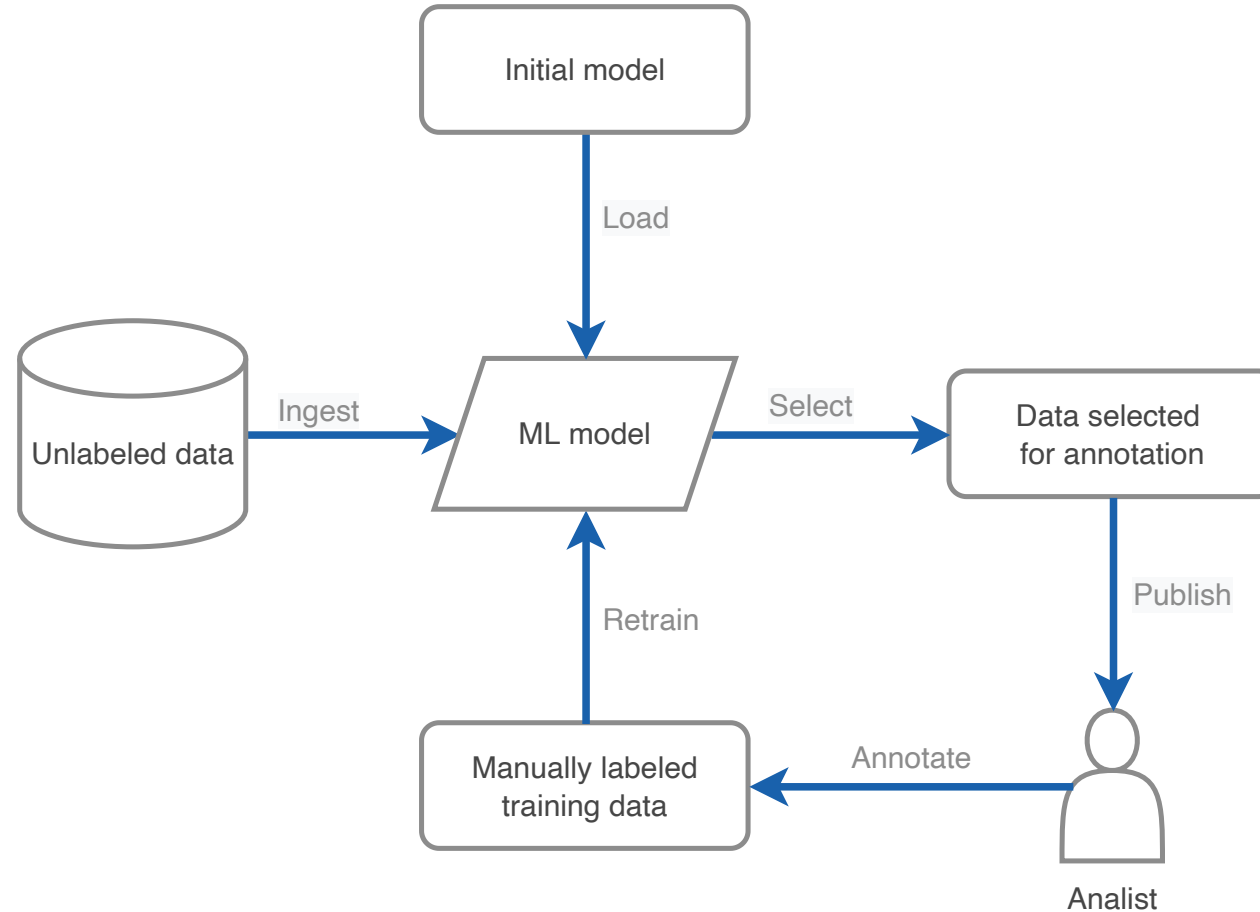 Initial model
Load
Ingest
Select
Unlabeled data
ML model
Data selected
for annotation
Publish
Retrain
Annotate
Manually labeled
training data
Analist